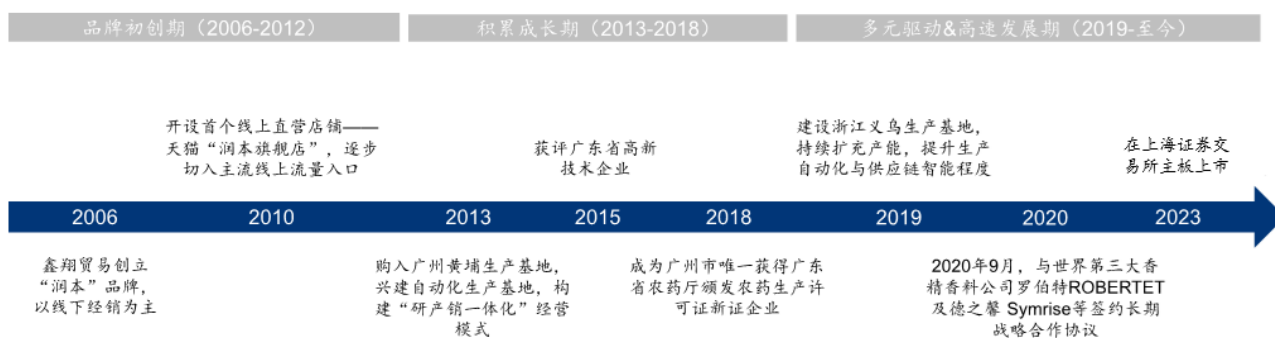 品牌初创期（2006-2012）
积累成长期（2013-2018）
多元驱动&高速发展期（2019-至今）
开设首个线上直营店铺——
天猫“润本旗舰店”，逐步
切入主流线上流量入口
获评广东省高新
技术企业
建设浙江义乌生产基地，
持续扩充产能，提升生产
自动化与供应链智能程度
在上海证券交
易所主板上市
2006
2010
2013
2015
2018
2019
2020
2023
鑫翔贸易创立
“润本”品牌，
以线下经销为主
购入广州黄埔生产基地，
兴建自动化生产基地，构
建“研产销一体化”经营
模式
成为广州市唯一获得广东
省农药厅颁发农药生产许
可证新证企业
2020年9月，与世界第三大香
精香料公司罗伯特ROBERTET
及德之馨 Symrise等签约长期
战略合作协议